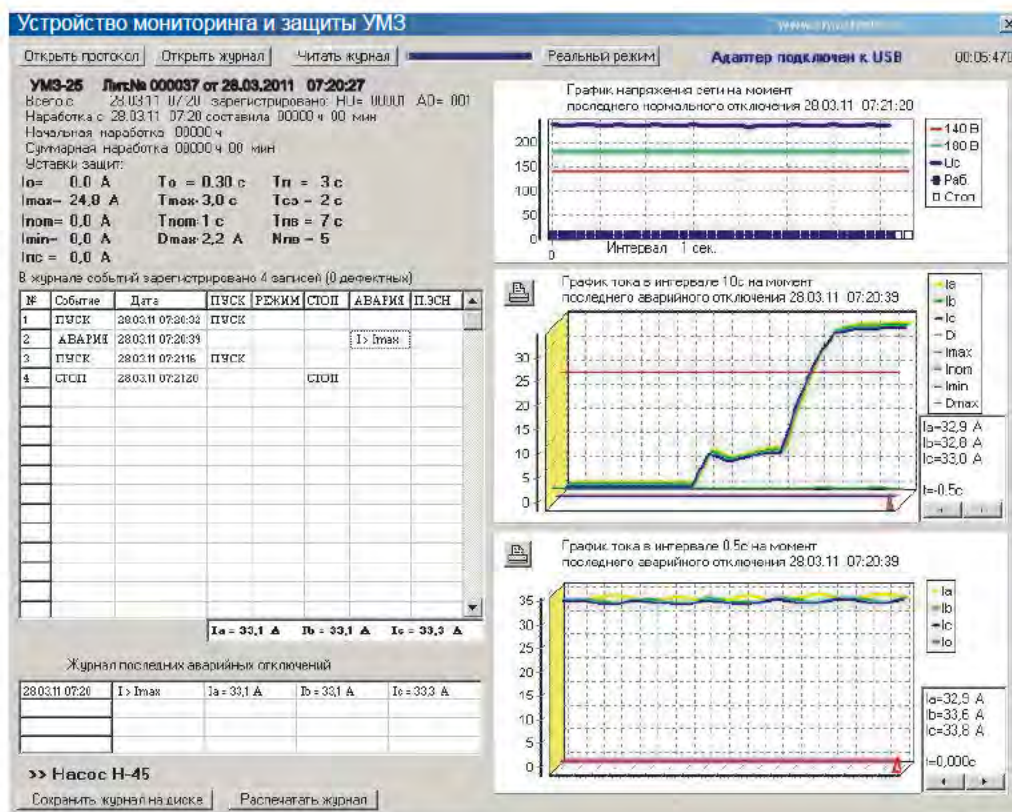 Устройство мониторинга и защиты УМЗ
Открыть протокол Открыть журнал Читать журнал Реальный режим Адаптер подключен к USB 00:05:47
УМЗ-25 Лит.№ 000037 от 28.03.2011 07:20:27
Всего с 28.03.11 07:20 зарегистрировано: НО= 00001 АО= 001
Наработка с 28.03.11 07:20 составила 00000 ч 00 мин
Начальная наработка 00000 ч
Суммарная наработка 00000 ч 00 мин
Уставки защит:
Io= 0.0 А То = 0.30 с Тп = 3 с
Imax= 24,8 А Tmax= 3,0 с Тсэ = 2 с
Inom= 0,0 А Tnom= 1 с Тпв = 7 с
Imin= 0,0 А Dmax= 2,2 А Nпв = 5
Inc = 0,0 А
В журнале событий зарегистрировано 4 записей (0 дефектных)
№ Событие Дата ПУСК РЕЖИМ СТОП АВАРИЯ П.ЭСН
1 ПУСК 28.03.11 07:20:32 ПУСК
2 АВАРИЯ 28.03.11 07:20:39 I > Imax
3 ПУСК 28.03.11 07:21:16 ПУСК
4 СТОП 28.03.11 07:21:20 СТОП
Ia = 33,1 А Ib = 33,1 А Ic = 33,3 А
Журнал последних аварийных отключений
28.03.11 07:20 I > Imax Ia = 33,1 А Ib = 33,1 А Ic = 33,3 А
>> Насос Н-45
Сохранить журнал на диске Распечатать журнал
График напряжения сети на момент
последнего нормального отключения 28.03.11 07:21:20
200
150
100
50
0
0
Интервал 1 сек.
140 В
180 В
Uc
Раб.
Стоп
График тока в интервале 10с на момент
последнего аварийного отключения 28.03.11 07:20:39
30
25
20
15
10
5
0
Ia
Ib
Ic
Di
Imax
Inom
Imin
Dmax
Ia=32,9 А
Ib=32,8 А
Ic=33,0 А
t=-0.5c
График тока в интервале 0.5с на момент
последнего аварийного отключения 28.03.11 07:20:39
35
30
25
20
15
10
5
0
Ia
Ib
Ic
Io
Ia=32,9 А
Ib=33,6 А
Ic=33,8 А
t=0,000c